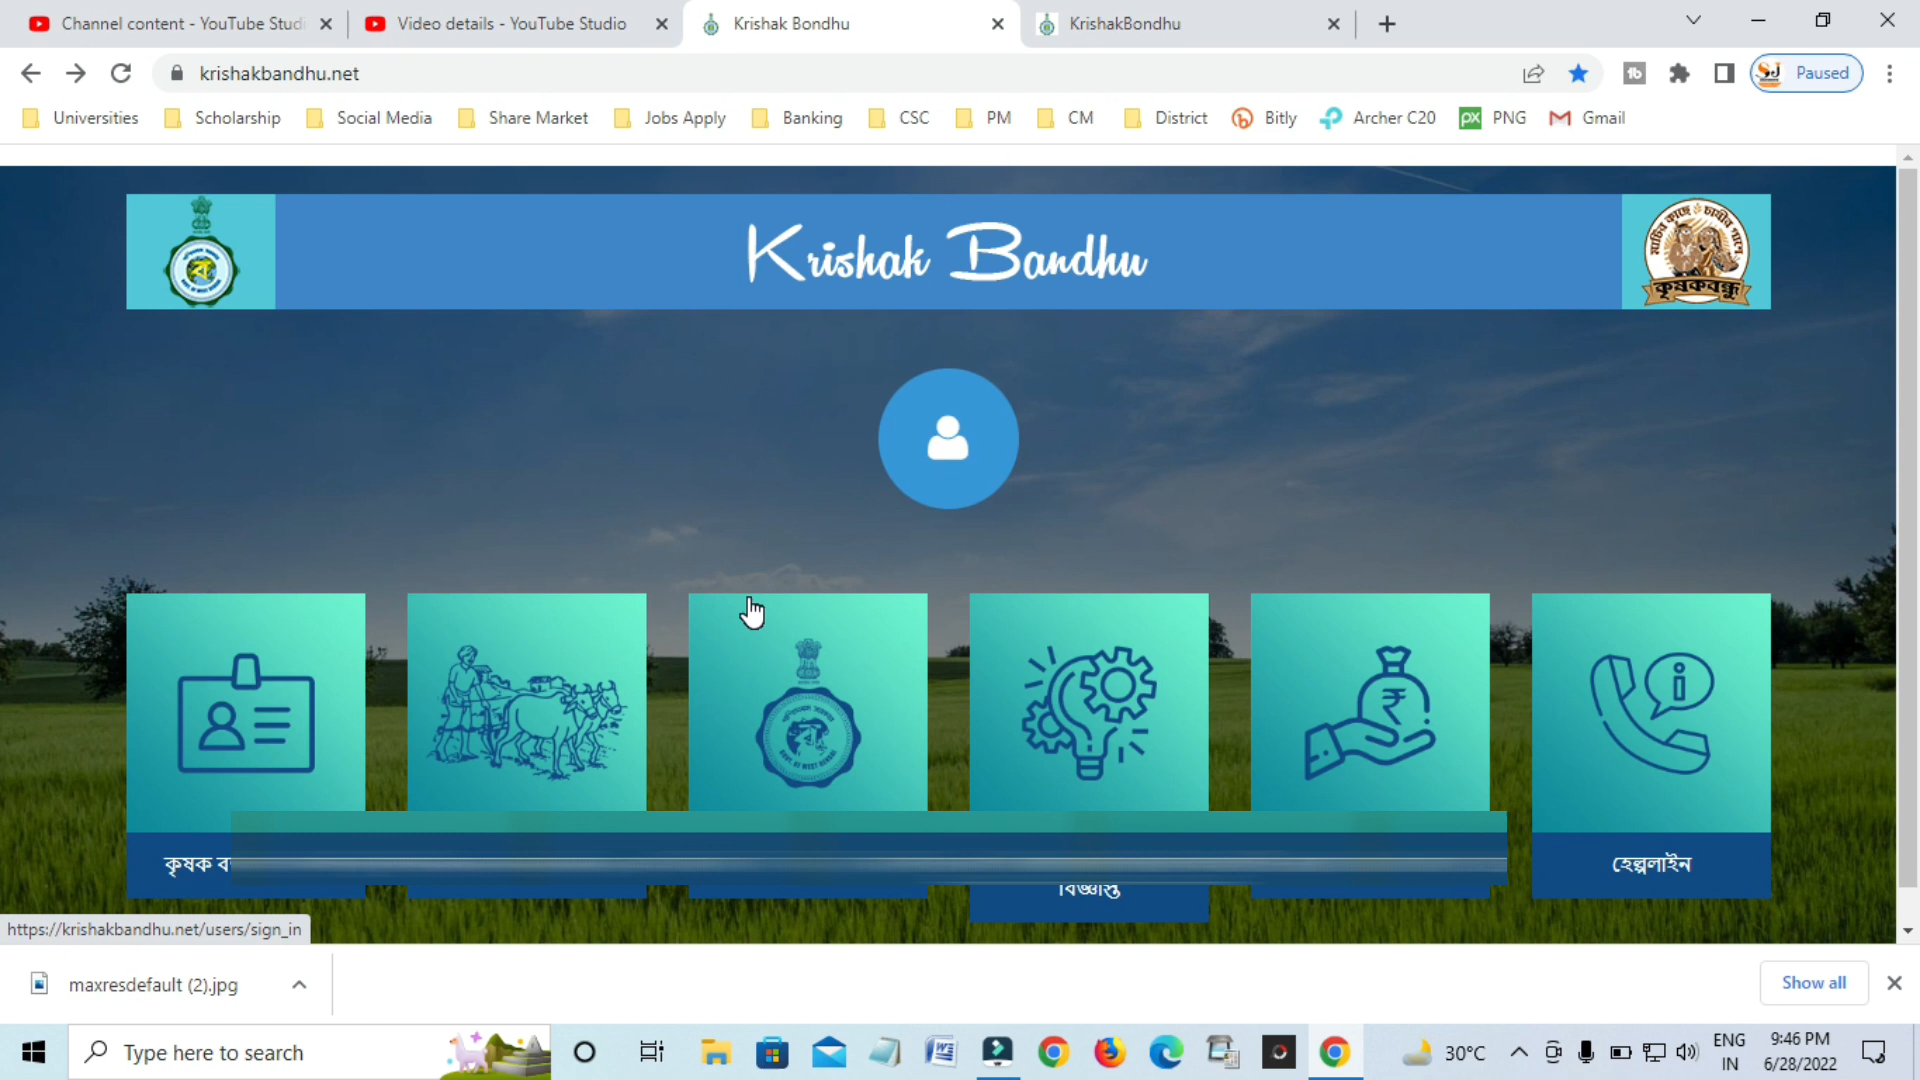 Channel content - YouTube Studi
Video details - YouTube Studio
Krishak Bondhu
KrishakBondhu
krishakbandhu.net
Paused
Universities
Scholarship
Social Media
Share Market
Jobs Apply
Banking
CSC
PM
CM
District
Bitly
Archer C20
PNG
Gmail
Krishak Bandhu
মাটির কাছে চাষীর পাশে
কৃষকবন্ধু
কৃষক ব
বিজ্ঞপ্তি
হেল্পলাইন
https://krishakbandhu.net/users/sign_in
maxresdefault (2).jpg
Show all
Type here to search
30°C
ENG
IN
9:46 PM
6/28/2022